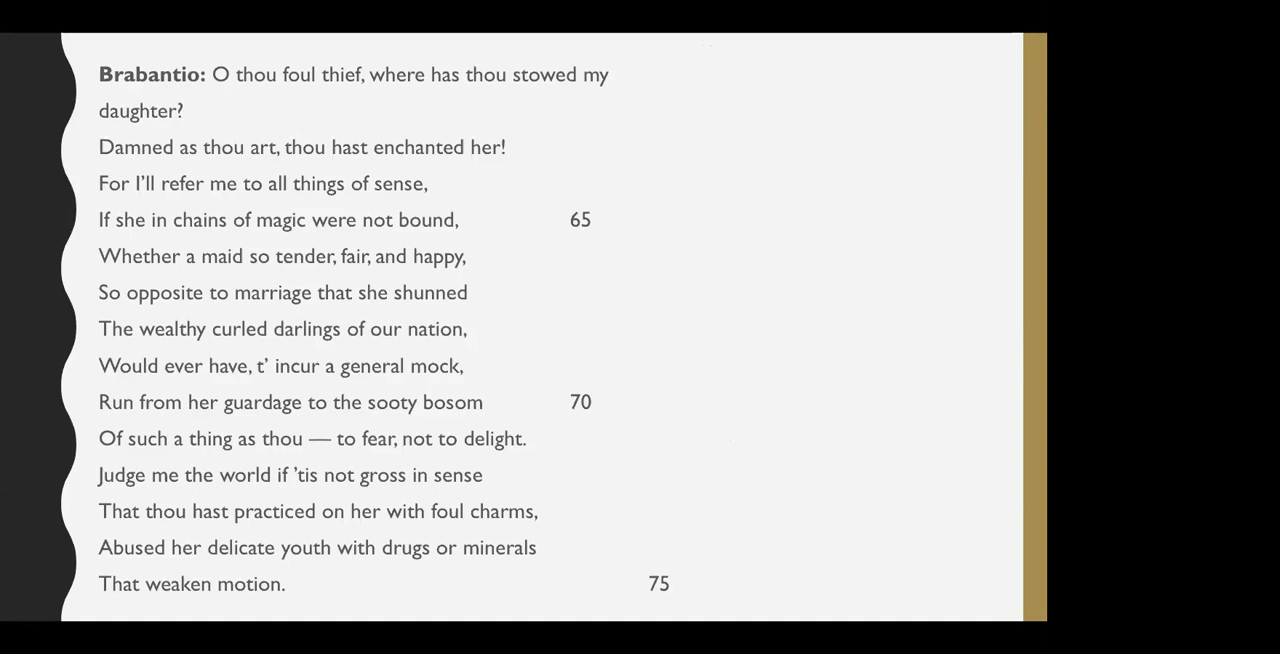 Brabantio: O thou foul thief, where has thou stowed my
daughter?
Damned as thou art, thou hast enchanted her!
For I’ll refer me to all things of sense,
If she in chains of magic were not bound, 65
Whether a maid so tender, fair, and happy,
So opposite to marriage that she shunned
The wealthy curled darlings of our nation,
Would ever have, t’ incur a general mock,
Run from her guardage to the sooty bosom 70
Of such a thing as thou — to fear, not to delight.
Judge me the world if ’tis not gross in sense
That thou hast practiced on her with foul charms,
Abused her delicate youth with drugs or minerals
That weaken motion. 75